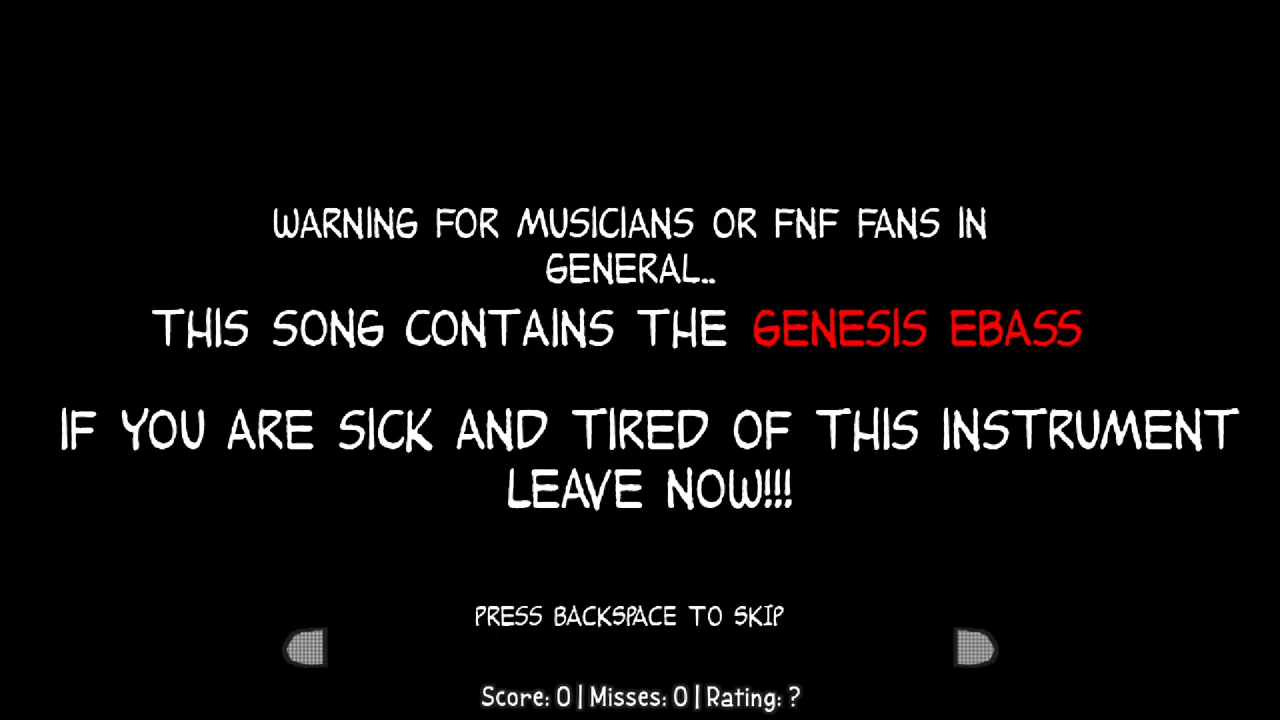 WARNING FOR MUSICIANS OR FNF FANS IN
GENERAL..
THIS SONG CONTAINS THE GENESIS EBASS
IF YOU ARE SICK AND TIRED OF THIS INSTRUMENT
LEAVE NOW!!!
PRESS BACKSPACE TO SKIP
Score: 0 | Misses: 0 | Rating: ?